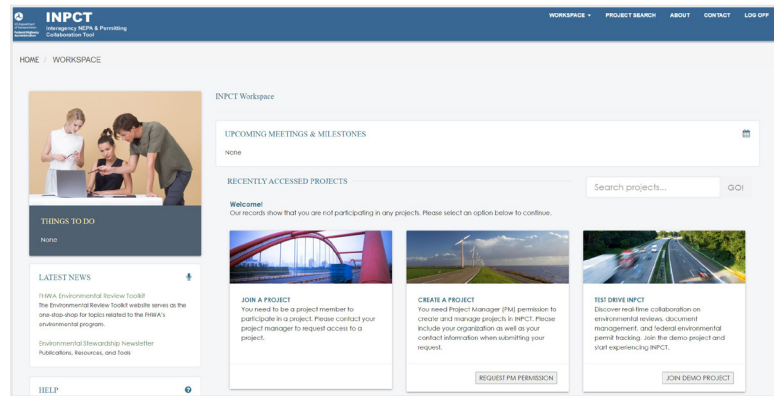 U.S. Department of Transportation
Federal Highway Administration
INPCT
Interagency NEPA & Permitting
Collaboration Tool
WORKSPACE
PROJECT SEARCH
ABOUT
CONTACT
LOG OFF
HOME / WORKSPACE
INPCT Workspace
UPCOMING MEETINGS & MILESTONES
None
RECENTLY ACCESSED PROJECTS
Search projects...
GO!
Welcome!
Our records show that you are not participating in any projects. Please select an option below to continue.
THINGS TO DO
None
LATEST NEWS
FHWA Environmental Review Toolkit
The Environmental Review Toolkit website serves as the
one-stop-shop for topics related to the FHWA's
environmental program.
Environmental Stewardship Newsletter
Publications, Resources, and Tools
HELP
JOIN A PROJECT
You need to be a project member to
participate in a project. Please contact your
project manager to request access to a
project.
CREATE A PROJECT
You need Project Manager (PM) permission to
create and manage projects in INPCT. Please
include your organization as well as your
contact information when submitting your
request.
REQUEST PM PERMISSION
TEST DRIVE INPCT
Discover real-time collaboration on
environmental reviews, document
management, and federal environmental
permit tracking. Join the demo project and
start experiencing INPCT.
JOIN DEMO PROJECT